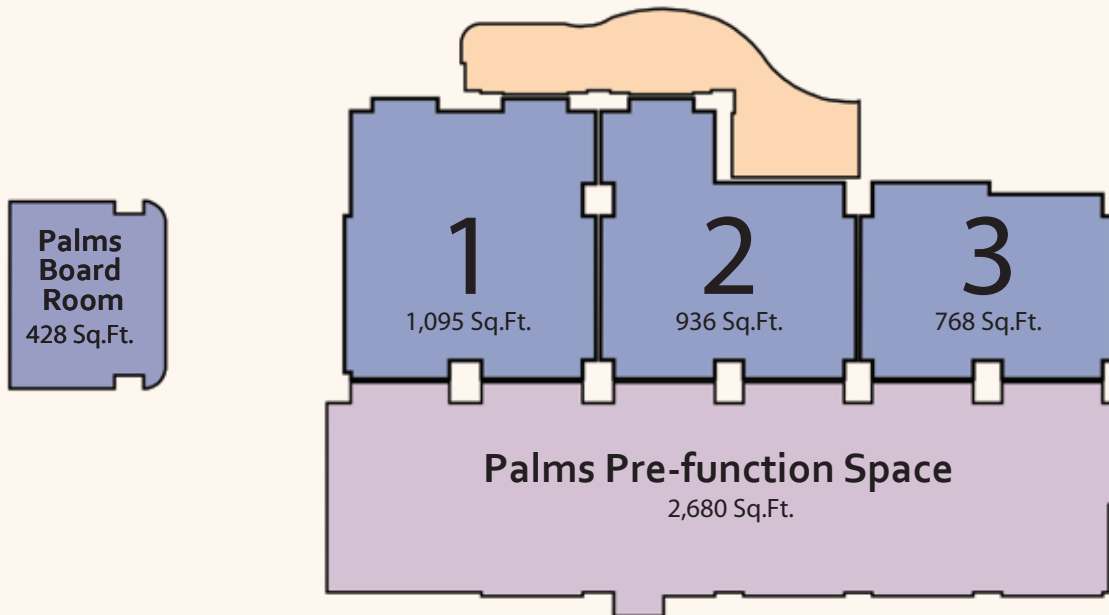 Palms
Board
Room
428 Sq.Ft.
1
1,095 Sq.Ft.
2
936 Sq.Ft.
3
768 Sq.Ft.
Palms Pre-function Space
2,680 Sq.Ft.